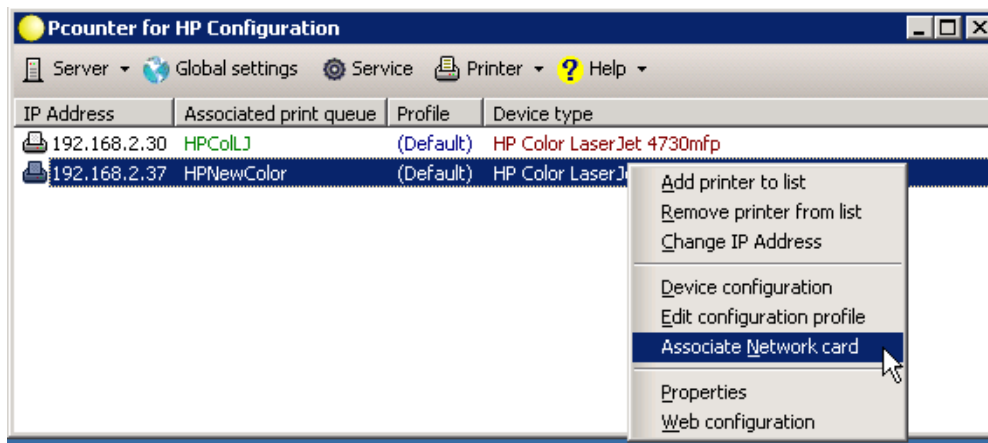 Pcounter for HP Configuration
Server Global settings Service Printer ? Help
IP Address Associated print queue Profile Device type
192.168.2.30 HPColLJ (Default) HP Color LaserJet 4730mfp
192.168.2.37 HPNewColor (Default) HP Color
Add printer to list
Remove printer from list
Change IP Address
Device configuration
Edit configuration profile
Associate Network card
Properties
Web configuration